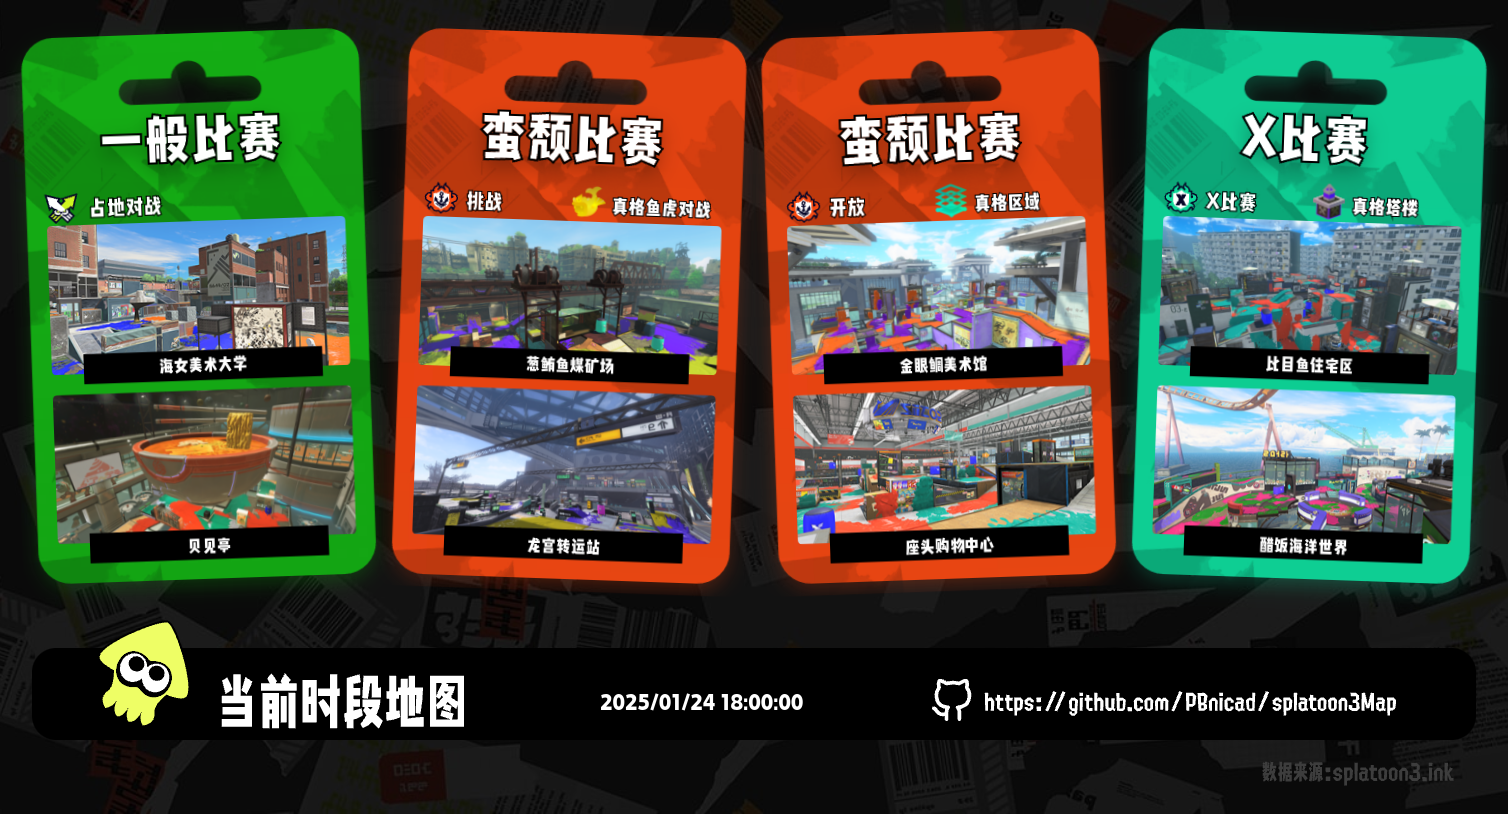 一般比赛
占地对战
海女美术大学
贝贝亭
蛮颓比赛
挑战
真格鱼虎对战
葱鲔鱼煤矿场
龙宫转运站
蛮颓比赛
开放
真格区域
金眼鲷美术馆
座头购物中心
X比赛
X比赛
真格塔楼
比目鱼住宅区
醋饭海洋世界
当前时段地图
2025/01/24 18:00:00
https://github.com/PBnicad/splatoon3Map
数据来源:splatoon3.ink